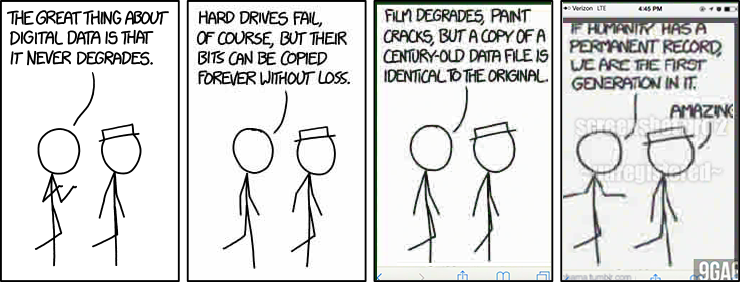 THE GREAT THING ABOUT
DIGITAL DATA IS THAT
IT NEVER DEGRADES.
HARD DRIVES FAIL,
OF COURSE, BUT THEIR
BITS CAN BE COPIED
FOREVER WITHOUT LOSS.
FILM DEGRADES, PAINT
CRACKS, BUT A COPY OF A
CENTURY-OLD DATA FILE IS
IDENTICAL TO THE ORIGINAL.
Verizon LTE 4:45 PM
IF HUMANITY HAS A
PERMANENT RECORD,
WE ARE THE FIRST
GENERATION IN IT.
AMAZING
~unregistered~
.tumblr.com
9GAG